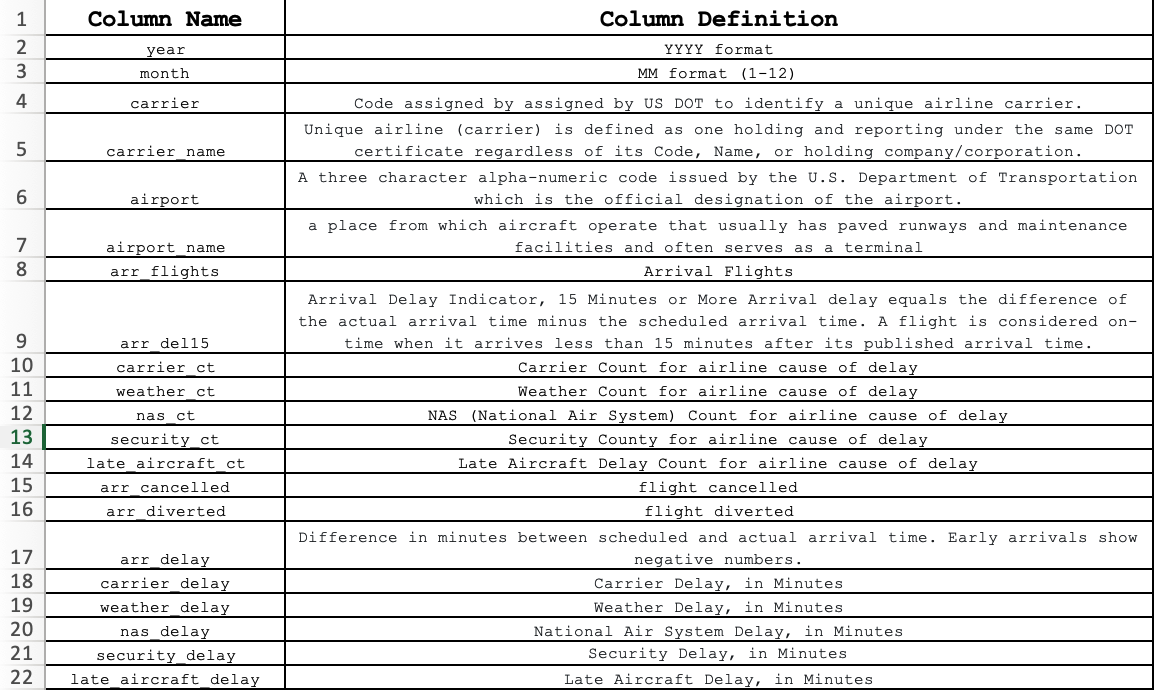 1 Column Name Column Definition
2 year YYYY format
3 month MM format (1-12)
4 carrier Code assigned by assigned by US DOT to identify a unique airline carrier.
Unique airline (carrier) is defined as one holding and reporting under the same DOT
5 carrier_name certificate regardless of its Code, Name, or holding company/corporation.
A three character alpha-numeric code issued by the U.S. Department of Transportation
6 airport which is the official designation of the airport.
a place from which aircraft operate that usually has paved runways and maintenance
7 airport_name facilities and often serves as a terminal
8 arr_flights Arrival Flights
Arrival Delay Indicator, 15 Minutes or More Arrival delay equals the difference of
the actual arrival time minus the scheduled arrival time. A flight is considered on-
9 arr_del15 time when it arrives less than 15 minutes after its published arrival time.
10 carrier_ct Carrier Count for airline cause of delay
11 weather_ct Weather Count for airline cause of delay
12 nas_ct NAS (National Air System) Count for airline cause of delay
13 security_ct Security County for airline cause of delay
14 late_aircraft_ct Late Aircraft Delay Count for airline cause of delay
15 arr_cancelled flight cancelled
16 arr_diverted flight diverted
Difference in minutes between scheduled and actual arrival time. Early arrivals show
17 arr_delay negative numbers.
18 carrier_delay Carrier Delay, in Minutes
19 weather_delay Weather Delay, in Minutes
20 nas_delay National Air System Delay, in Minutes
21 security_delay Security Delay, in Minutes
22 late_aircraft_delay Late Aircraft Delay, in Minutes